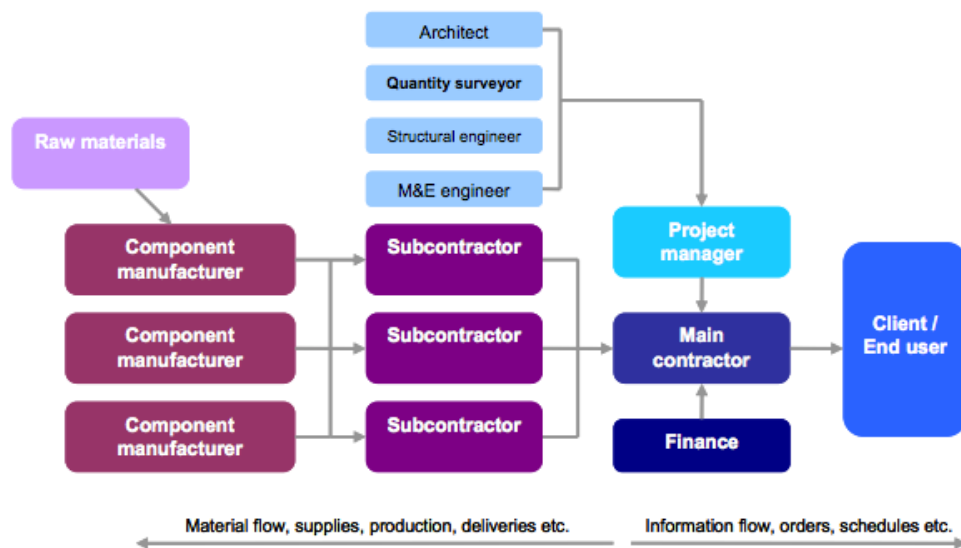 Architect
Quantity surveyor
Structural engineer
M&E engineer
Raw materials
Component
manufacturer
Subcontractor
Project
manager
Component
manufacturer
Subcontractor
Main
contractor
Client /
End user
Component
manufacturer
Subcontractor
Finance
Material flow, supplies, production, deliveries etc.
Information flow, orders, schedules etc.